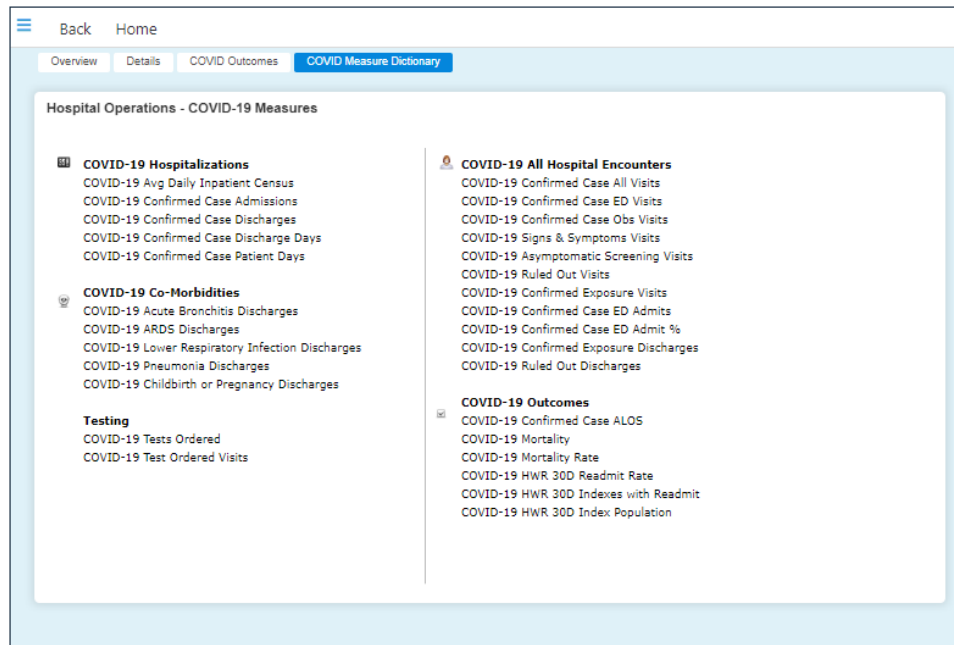 Back Home
Overview Details COVID Outcomes COVID Measure Dictionary
Hospital Operations - COVID-19 Measures
COVID-19 Hospitalizations
COVID-19 Avg Daily Inpatient Census
COVID-19 Confirmed Case Admissions
COVID-19 Confirmed Case Discharges
COVID-19 Confirmed Case Discharge Days
COVID-19 Confirmed Case Patient Days
COVID-19 Co-Morbidities
COVID-19 Acute Bronchitis Discharges
COVID-19 ARDS Discharges
COVID-19 Lower Respiratory Infection Discharges
COVID-19 Pneumonia Discharges
COVID-19 Childbirth or Pregnancy Discharges
Testing
COVID-19 Tests Ordered
COVID-19 Test Ordered Visits
COVID-19 All Hospital Encounters
COVID-19 Confirmed Case All Visits
COVID-19 Confirmed Case ED Visits
COVID-19 Confirmed Case Obs Visits
COVID-19 Signs & Symptoms Visits
COVID-19 Asymptomatic Screening Visits
COVID-19 Ruled Out Visits
COVID-19 Confirmed Exposure Visits
COVID-19 Confirmed Case ED Admits
COVID-19 Confirmed Case ED Admit %
COVID-19 Confirmed Exposure Discharges
COVID-19 Ruled Out Discharges
COVID-19 Outcomes
COVID-19 Confirmed Case ALOS
COVID-19 Mortality
COVID-19 Mortality Rate
COVID-19 HWR 30D Readmit Rate
COVID-19 HWR 30D Indexes with Readmit
COVID-19 HWR 30D Index Population